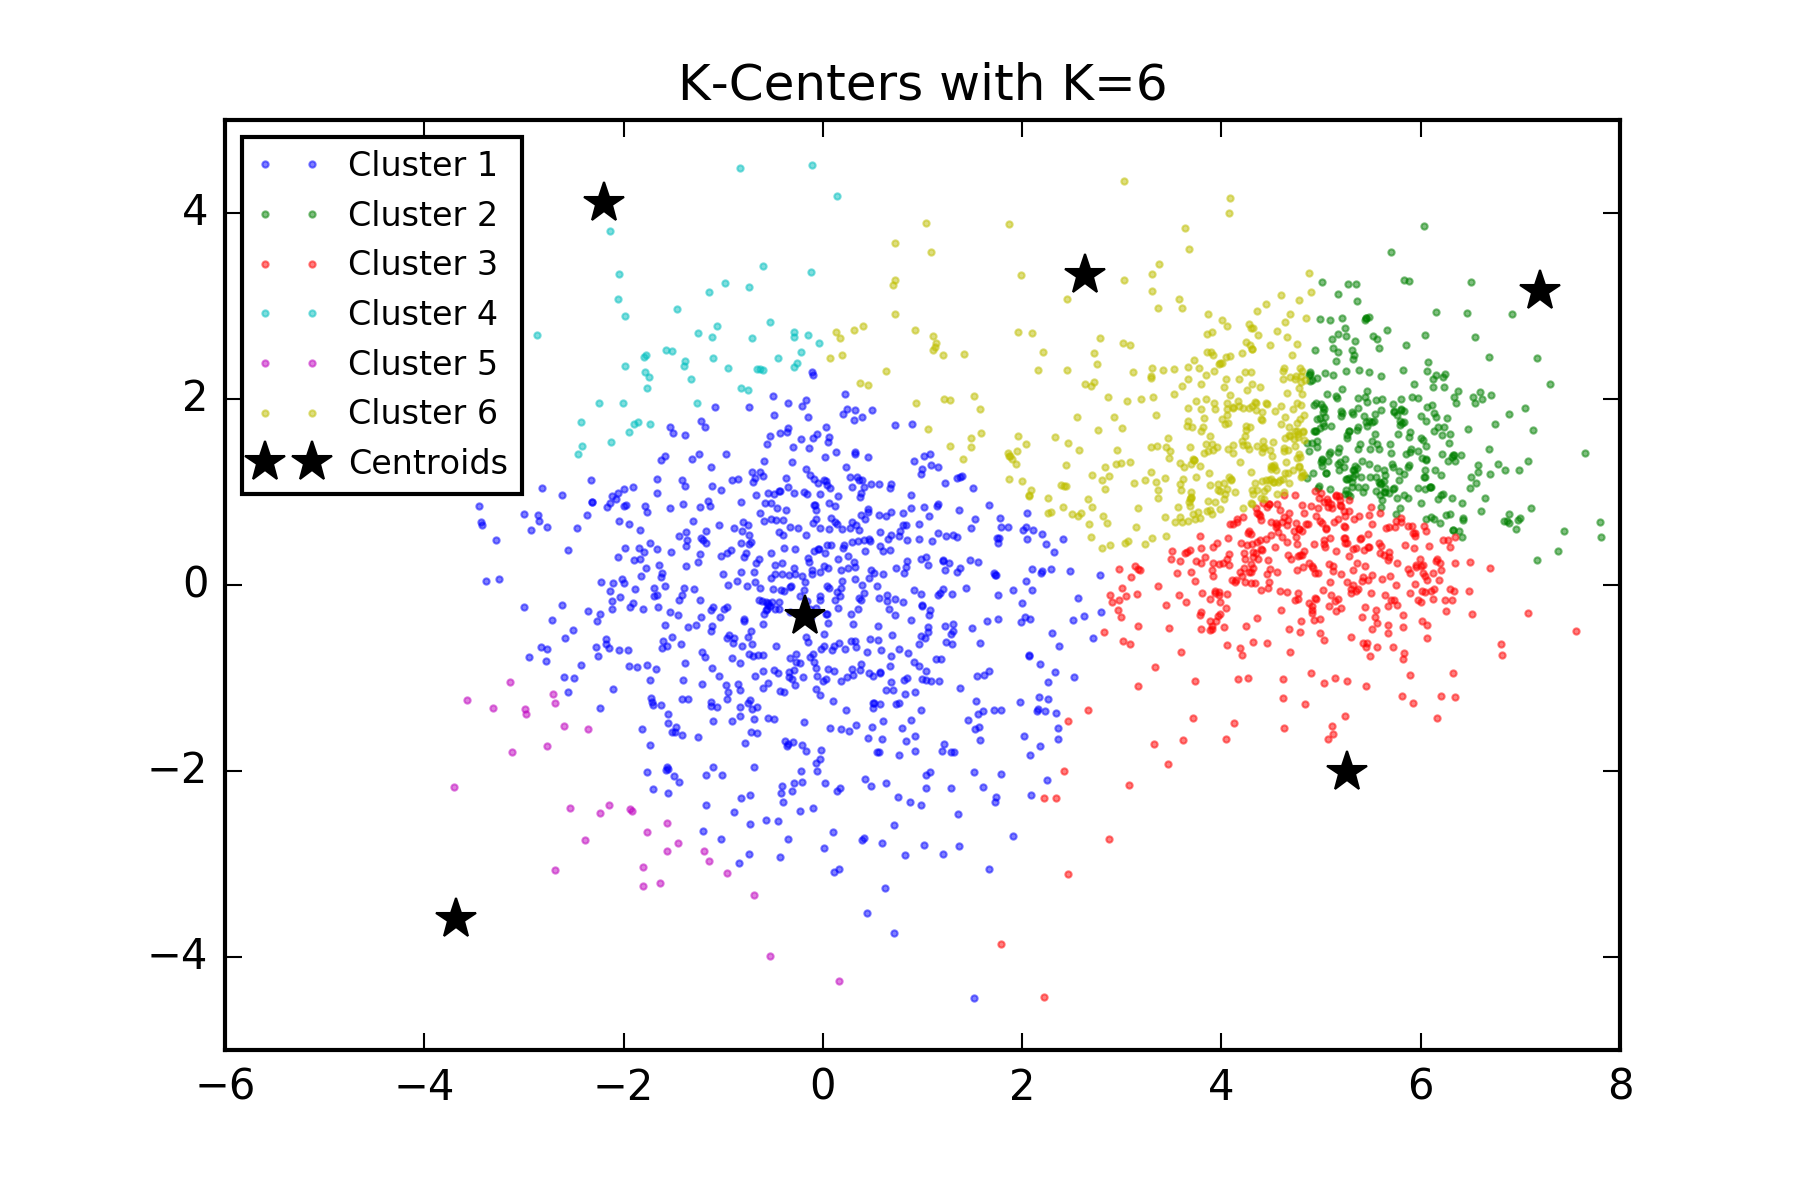 K-Centers with K=6
Cluster 1
Cluster 2
Cluster 3
Cluster 4
Cluster 5
Cluster 6
Centroids
4
2
0
−2
−4
−6 −4 −2 0 2 4 6 8